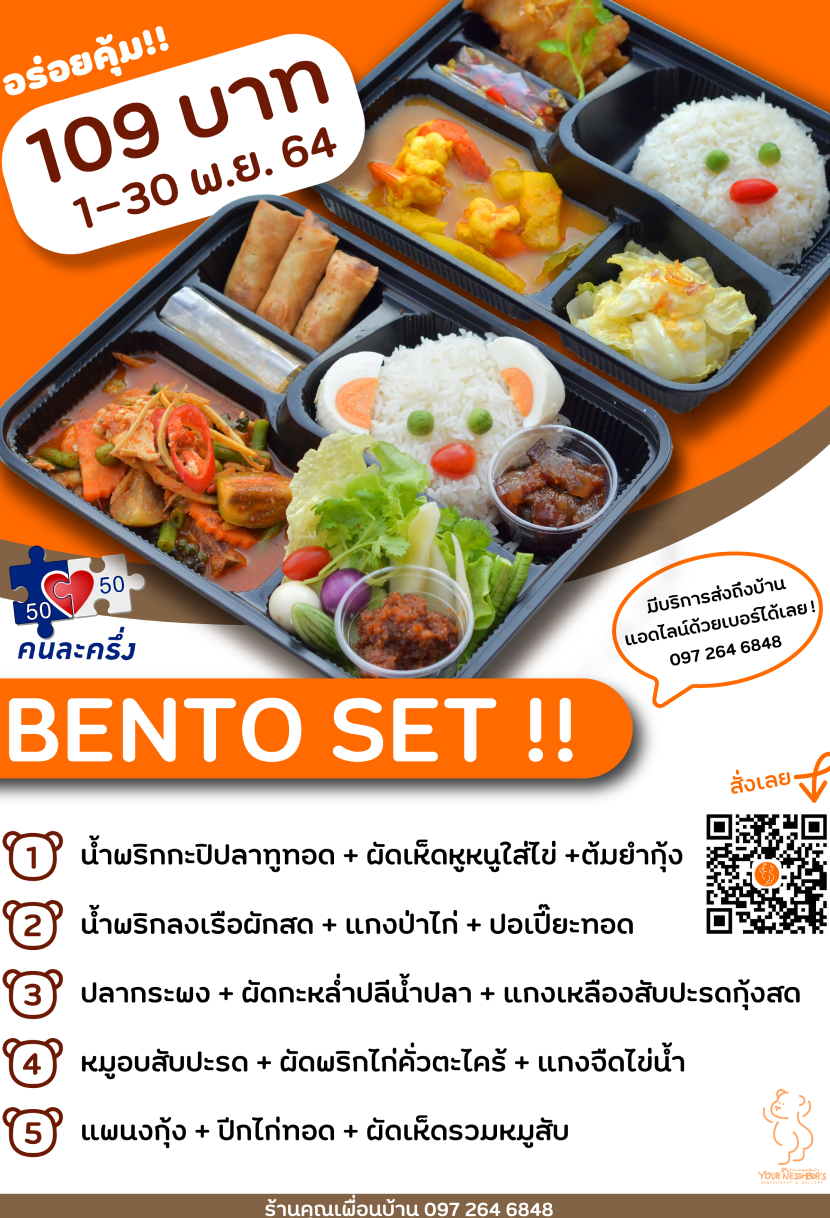 อร่อยคุ้ม!!
109 บาท
1-30 พ.ย. 64
50
50
คนละครึ่ง
มีบริการส่งถึงบ้าน
แอดไลน์ด้วยเบอร์ได้เลย !
097 264 6848
BENTO SET !!
สั่งเลย
1 น้ำพริกกะปิปลาทูทอด + ผัดเห็ดหูหนูใส่ไข่ +ต้มยำกุ้ง
2 น้ำพริกลงเรือผักสด + แกงป่าไก่ + ปอเปี๊ยะทอด
3 ปลากระพง + ผัดกะหล่ำปลีน้ำปลา + แกงเหลืองสับปะรดกุ้งสด
4 หมูอบสับปะรด + ผัดพริกไก่คั่วตะไคร้ + แกงจืดไข่น้ำ
5 แพนงกุ้ง + ปีกไก่ทอด + ผัดเห็ดรวมหมูสับ
YOUR NEIGHBOR'S
RESTAURANT & GALLERY
ร้านคุณเพื่อนบ้าน 097 264 6848